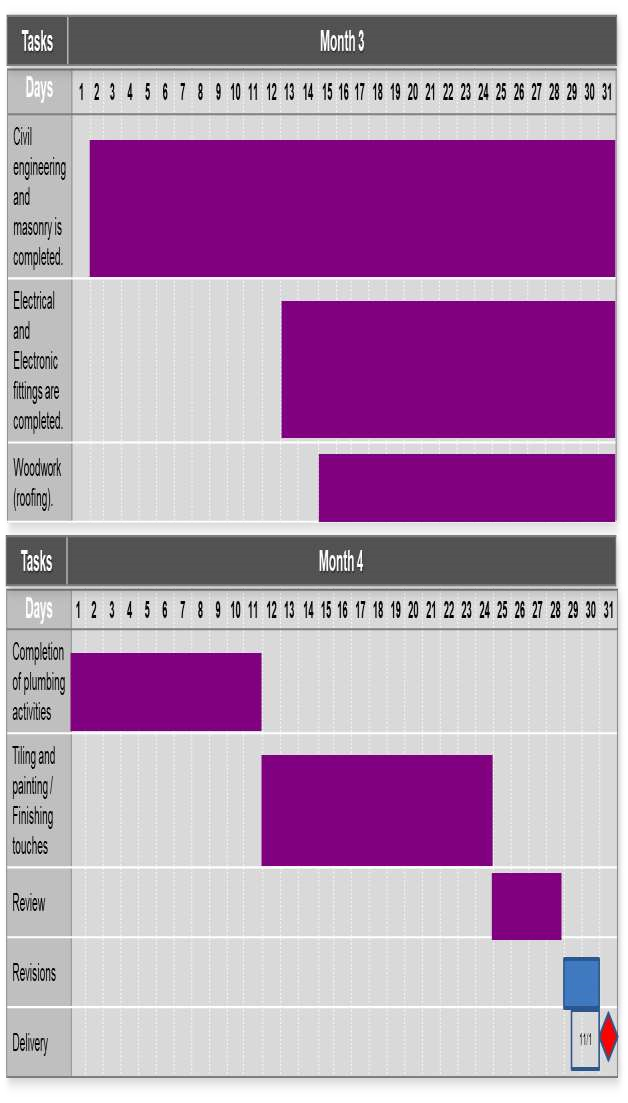 Tasks Month 3
Days 1 2 3 4 5 6 7 8 9 10 11 12 13 14 15 16 17 18 19 20 21 22 23 24 25 26 27 28 29 30 31
Civil
engineering
and
masonry is
completed.
Electrical
and
Electronic
fittings are
completed.
Woodwork
(roofing).
Tasks Month 4
Days 1 2 3 4 5 6 7 8 9 10 11 12 13 14 15 16 17 18 19 20 21 22 23 24 25 26 27 28 29 30 31
Completion
of plumbing
activities
Tiling and
painting /
Finishing
touches
Review
Revisions
Delivery 11/1